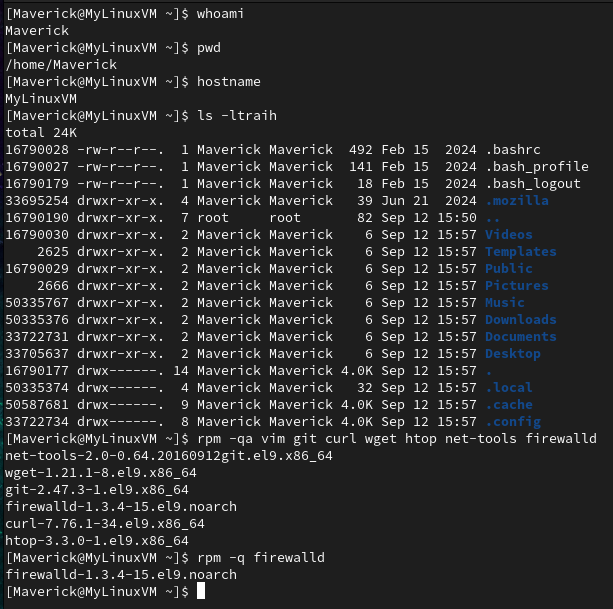 [Maverick@MyLinuxVM ~]$ whoami
Maverick
[Maverick@MyLinuxVM ~]$ pwd
/home/Maverick
[Maverick@MyLinuxVM ~]$ hostname
MyLinuxVM
[Maverick@MyLinuxVM ~]$ ls -ltraih
total 24K
16790028 -rw-r--r--.  1 Maverick Maverick  492 Feb 15  2024 .bashrc
16790027 -rw-r--r--.  1 Maverick Maverick  141 Feb 15  2024 .bash_profile
16790179 -rw-r--r--.  1 Maverick Maverick   18 Feb 15  2024 .bash_logout
33695254 drwxr-xr-x.  4 Maverick Maverick   39 Jun 21  2024 .mozilla
16790190 drwxr-xr-x.  7 root     root       82 Sep 12 15:50 ..
16790030 drwxr-xr-x.  2 Maverick Maverick    6 Sep 12 15:57 Videos
    2625 drwxr-xr-x.  2 Maverick Maverick    6 Sep 12 15:57 Templates
16790029 drwxr-xr-x.  2 Maverick Maverick    6 Sep 12 15:57 Public
    2666 drwxr-xr-x.  2 Maverick Maverick    6 Sep 12 15:57 Pictures
50335767 drwxr-xr-x.  2 Maverick Maverick    6 Sep 12 15:57 Music
50335376 drwxr-xr-x.  2 Maverick Maverick    6 Sep 12 15:57 Downloads
33722731 drwxr-xr-x.  2 Maverick Maverick    6 Sep 12 15:57 Documents
33705637 drwxr-xr-x.  2 Maverick Maverick    6 Sep 12 15:57 Desktop
16790177 drwx------. 14 Maverick Maverick 4.0K Sep 12 15:57 .
50335374 drwx------.  4 Maverick Maverick   32 Sep 12 15:57 .local
50587681 drwx------.  9 Maverick Maverick 4.0K Sep 12 15:57 .cache
33722734 drwx------.  8 Maverick Maverick 4.0K Sep 12 15:57 .config
[Maverick@MyLinuxVM ~]$ rpm -qa vim git curl wget htop net-tools firewalld
net-tools-2.0-0.64.20160912git.el9.x86_64
wget-1.21.1-8.el9.x86_64
git-2.47.3-1.el9.x86_64
firewalld-1.3.4-15.el9.noarch
curl-7.76.1-34.el9.x86_64
htop-3.3.0-1.el9.x86_64
[Maverick@MyLinuxVM ~]$ rpm -q firewalld
firewalld-1.3.4-15.el9.noarch
[Maverick@MyLinuxVM ~]$